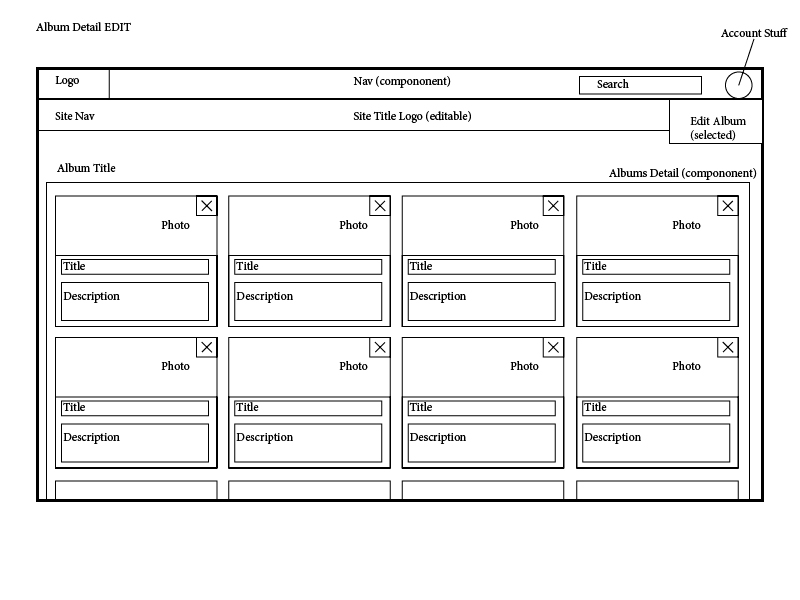 Album Detail EDIT
Account Stuff
Logo
Nav (compononent)
Search
Site Nav
Site Title Logo (editable)
Edit Album
(selected)
Album Title
Albums Detail (compononent)
Photo
Photo
Photo
Photo
Title
Title
Title
Title
Description
Description
Description
Description
Photo
Photo
Photo
Photo
Title
Title
Title
Title
Description
Description
Description
Description